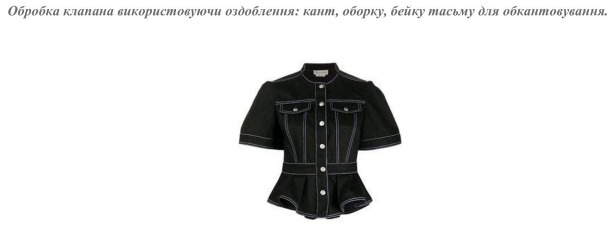 Обробка клапана використовуючи оздоблення: кант, оборку, бейку тасьму для обкантовування.